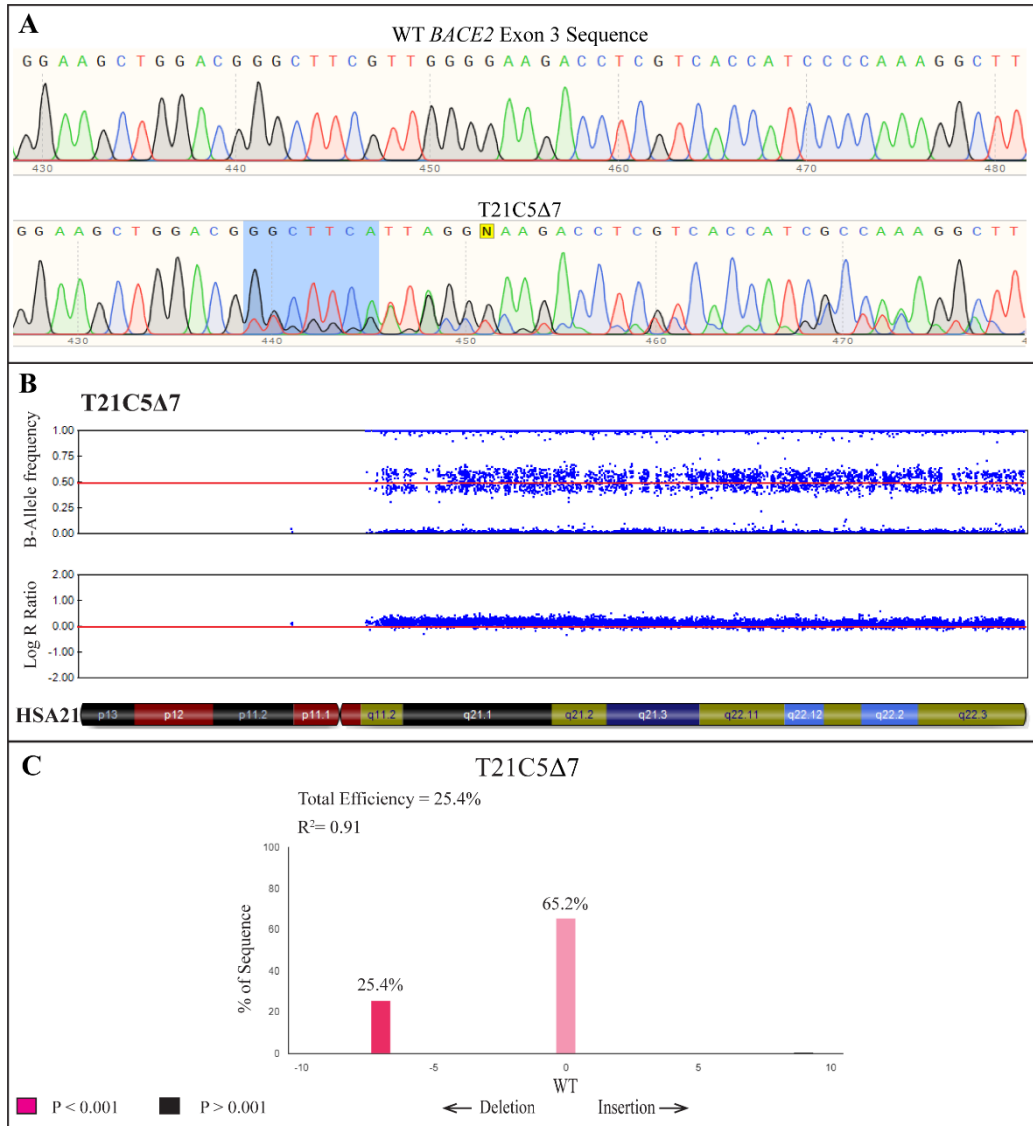 A
WT BACE2 Exon 3 Sequence
G G A A G C T G G A C G G G C T T C G T T G G G G A A G A C C T C G T C A C C A T C C C C A A A G G C T T
430 440 450 460 470 480
T21C5Δ7
G G A A G C T G G A C G G G C T T C A T T A G G N A A G A C C T C G T C A C C A T C G C C A A A G G C T T
430 440 450 460 470 4
B
T21C5Δ7
B-Allele frequency
1.00
0.75
0.50
0.25
0.00
Log R Ratio
2.00
1.00
0.00
-1.00
-2.00
HSA21 p13 p12 p11.2 p11.1 q11.2 q21.1 q21.2 q21.3 q22.11 q22.12 q22.2 q22.3
C
T21C5Δ7
Total Efficiency = 25.4%
R²= 0.91
% of Sequence
100
80
60
40
20
0
65.2%
25.4%
-10 -5 0 5 10
WT
P < 0.001 P > 0.001 ← Deletion Insertion →